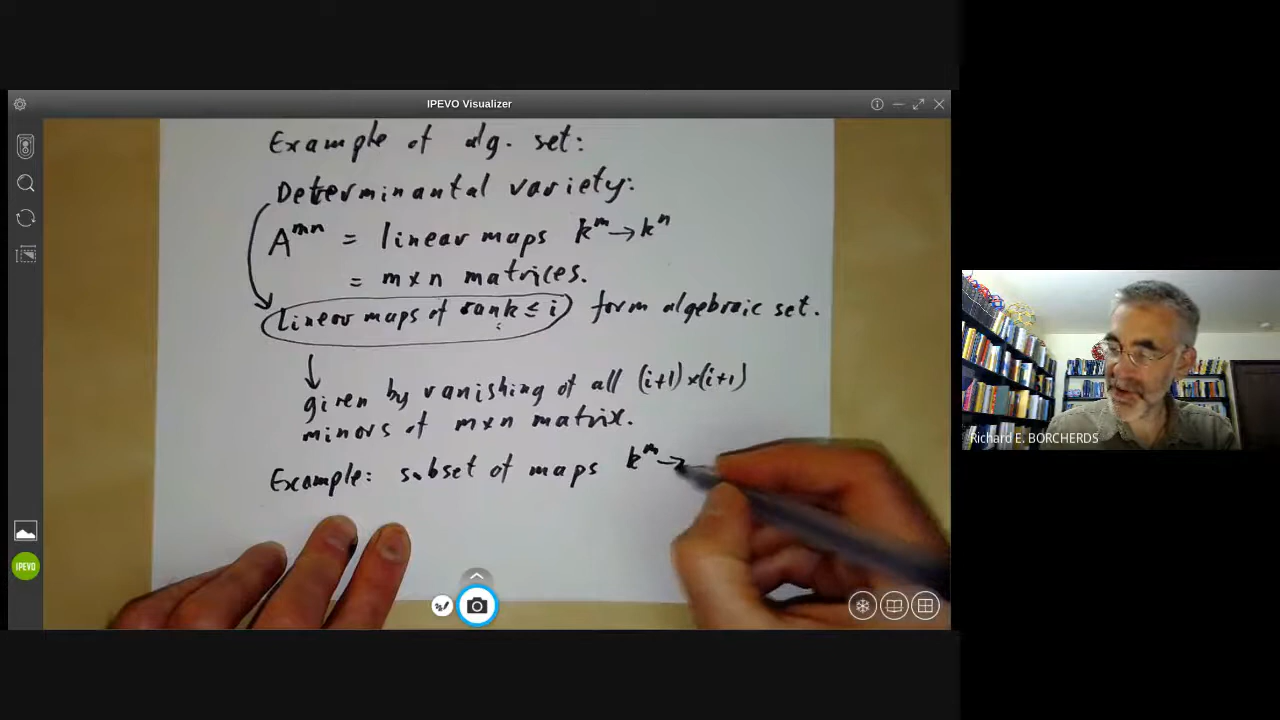 IPEVO Visualizer
Example of alg. set:
Determinantal variety:
A^mn = linear maps k^m → k^n
= m × n matrices.
linear maps of rank ≤ i form algebraic set.
given by vanishing of all (i+1)×(i+1)
minors of m×n matrix.
Example: subset of maps k^m →
Richard E. BORCHERDS
IPEVO